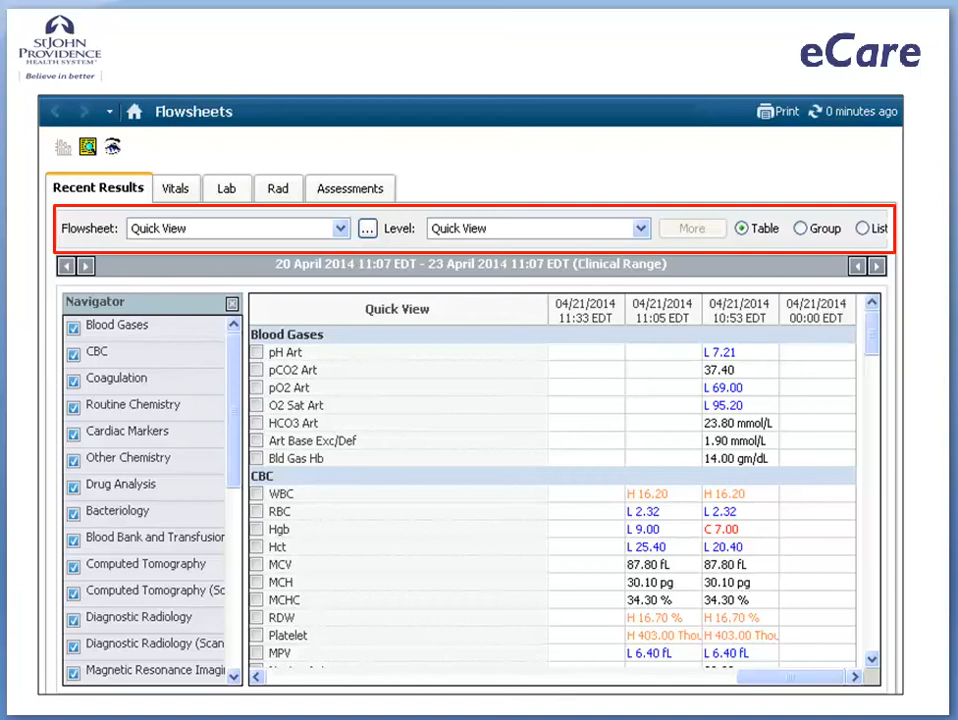 ST JOHN
PROVIDENCE
HEALTH SYSTEM
Believe in better
eCare
Flowsheets
Print
0 minutes ago
Recent Results
Vitals
Lab
Rad
Assessments
Flowsheet: Quick View ... Level: Quick View More Table Group List
20 April 2014 11:07 EDT - 23 April 2014 11:07 EDT (Clinical Range)
Navigator
Blood Gases
CBC
Coagulation
Routine Chemistry
Cardiac Markers
Other Chemistry
Drug Analysis
Bacteriology
Blood Bank and Transfusion
Computed Tomography
Computed Tomography (Sc
Diagnostic Radiology
Diagnostic Radiology (Scan
Magnetic Resonance Imagi
Quick View 04/21/2014 11:33 EDT 04/21/2014 11:05 EDT 04/21/2014 10:53 EDT 04/21/2014 00:00 EDT
Blood Gases
pH Art L 7.21
pCO2 Art 37.40
pO2 Art L 69.00
O2 Sat Art L 95.20
HCO3 Art 23.80 mmol/L
Art Base Exc/Def 1.90 mmol/L
Bld Gas Hb 14.00 gm/dL
CBC
WBC H 16.20 H 16.20
RBC L 2.32 L 2.32
Hgb L 9.00 C 7.00
Hct L 25.40 L 20.40
MCV 87.80 fL 87.80 fL
MCH 30.10 pg 30.10 pg
MCHC 34.30 % 34.30 %
RDW H 16.70 % H 16.70 %
Platelet H 403.00 Thou H 403.00 Thou
MPV L 6.40 fL L 6.40 fL